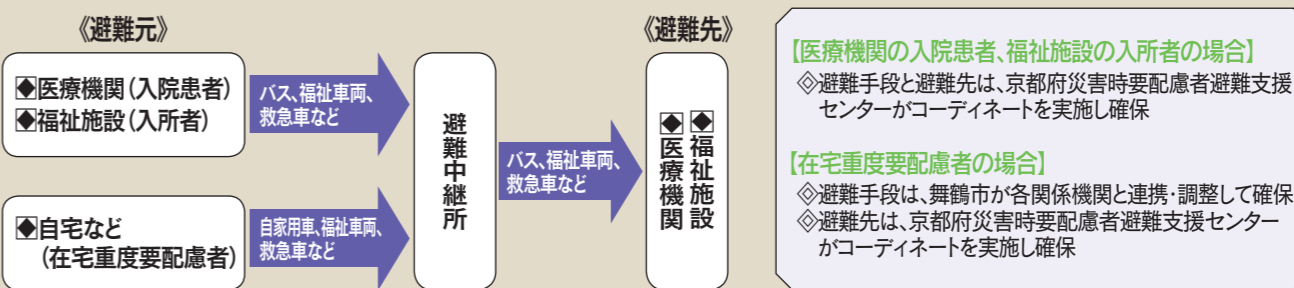 《避難元》
◆医療機関(入院患者)
◆福祉施設(入所者)
バス、福祉車両、
救急車など
◆自宅など
(在宅重度要配慮者)
自家用車、福祉車両、
救急車など
避難中継所
バス、福祉車両、
救急車など
《避難先》
◆福祉施設
◆医療機関
【医療機関の入院患者、福祉施設の入所者の場合】
◇避難手段と避難先は、京都府災害時要配慮者避難支援
センターがコーディネートを実施し確保
【在宅重度要配慮者の場合】
◇避難手段は、舞鶴市が各関係機関と連携・調整して確保
◇避難先は、京都府災害時要配慮者避難支援センター
がコーディネートを実施し確保